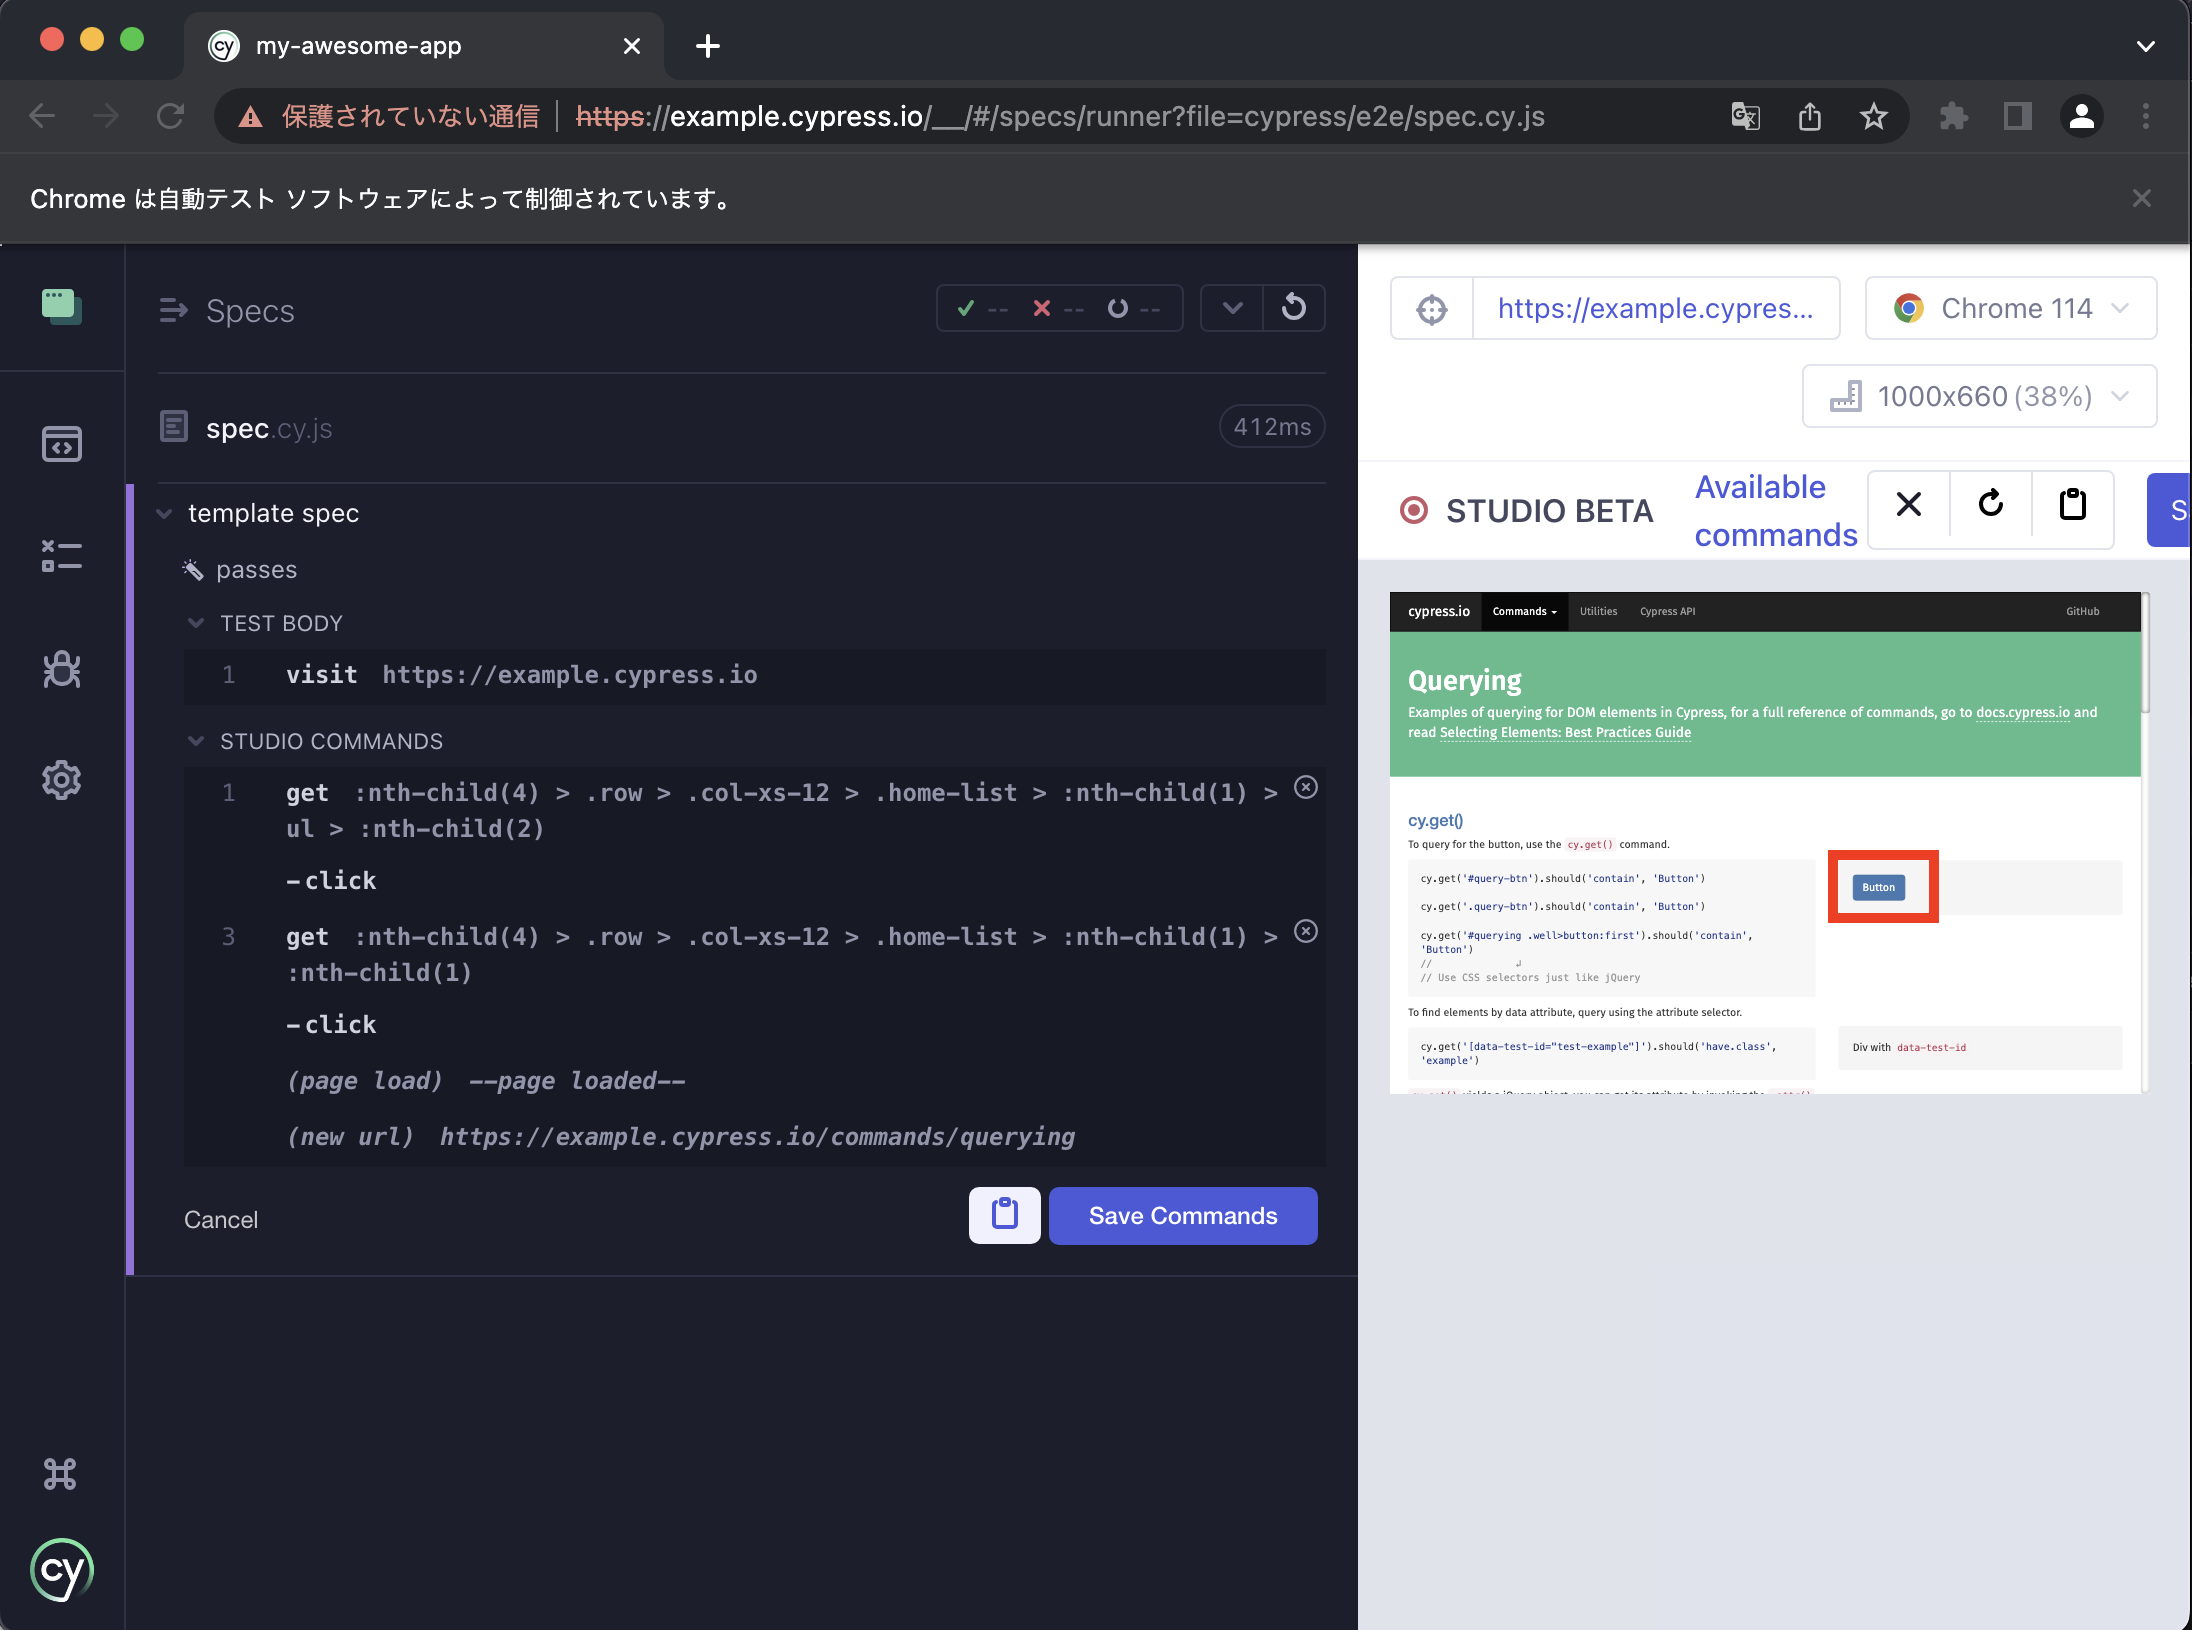 my-awesome-app
保護されていない通信 https://example.cypress.io/__/#/specs/runner?file=cypress/e2e/spec.cy.js
Chrome は自動テスト ソフトウェアによって制御されています。
Specs
-- -- --
spec.cy.js
412ms
template spec
passes
TEST BODY
1 visit https://example.cypress.io
STUDIO COMMANDS
1 get :nth-child(4) > .row > .col-xs-12 > .home-list > :nth-child(1) >
ul > :nth-child(2)
-click
3 get :nth-child(4) > .row > .col-xs-12 > .home-list > :nth-child(1) >
:nth-child(1)
-click
(page load) --page loaded--
(new url) https://example.cypress.io/commands/querying
Cancel
Save Commands
cy
https://example.cypres...
Chrome 114
1000x660 (38%)
STUDIO BETA
Available
commands
cypress.io Commands Utilities Cypress API GitHub
Querying
Examples of querying for DOM elements in Cypress, for a full reference of commands, go to docs.cypress.io and
read Selecting Elements: Best Practices Guide
cy.get()
To query for the button, use the cy.get() command.
cy.get('#query-btn').should('contain', 'Button')
cy.get('.query-btn').should('contain', 'Button')
cy.get('#querying .well>button:first').should('contain',
'Button')
// ↲
// Use CSS selectors just like jQuery
Button
To find elements by data attribute, query using the attribute selector.
cy.get('[data-test-id="test-example"]').should('have.class',
'example')
Div with data-test-id